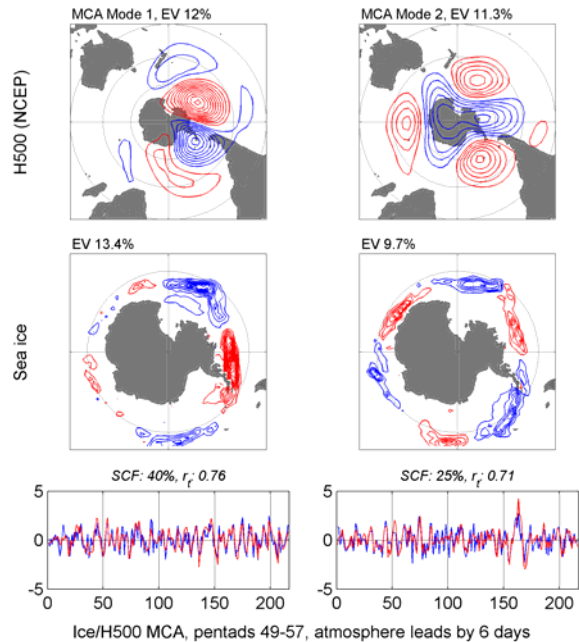 MCA Mode 1, EV 12%
MCA Mode 2, EV 11.3%
H500 (NCEP)
EV 13.4%
EV 9.7%
Sea ice
SCF: 40%, r_t: 0.76
SCF: 25%, r_t: 0.71
5
0
-5
0 50 100 150 200
5
0
-5
0 50 100 150 200
Ice/H500 MCA, pentads 49-57, atmosphere leads by 6 days